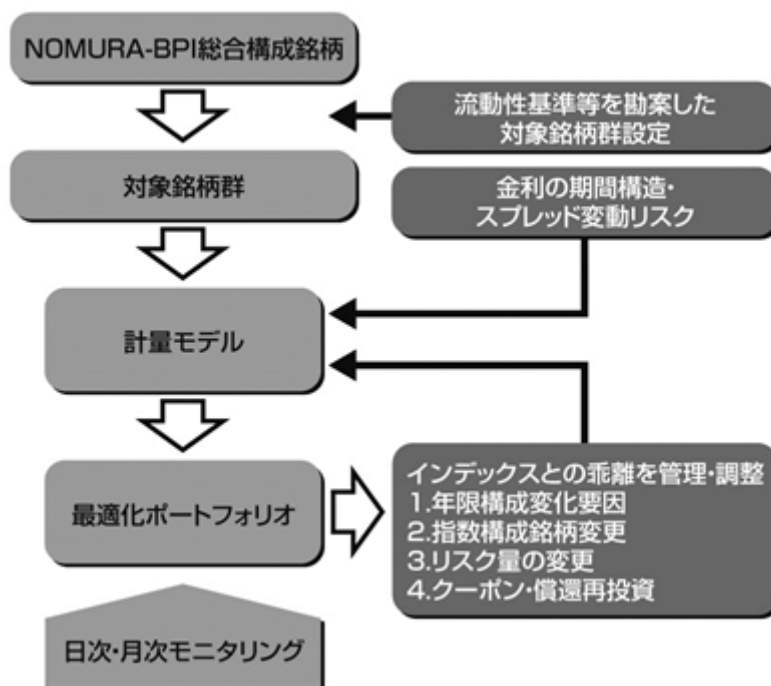 NOMURA-BPI総合構成銘柄
流動性基準等を勘案した
対象銘柄群設定
対象銘柄群
金利の期間構造・
スプレッド変動リスク
計量モデル
最適化ポートフォリオ
インデックスとの乖離を管理・調整
1.年限構成変化要因
2.指数構成銘柄変更
3.リスク量の変更
4.クーポン・償還再投資
日次・月次モニタリング